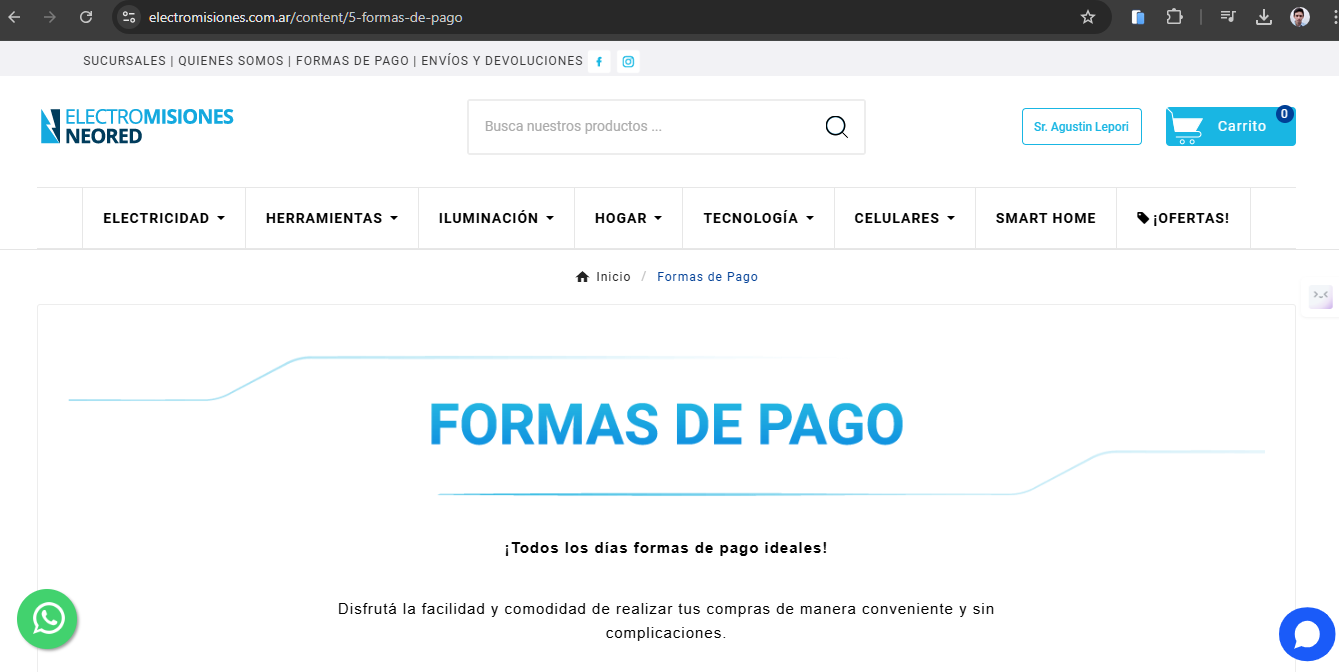 electromisiones.com.ar/content/5-formas-de-pago
SUCURSALES | QUIENES SOMOS | FORMAS DE PAGO | ENVÍOS Y DEVOLUCIONES
ELECTROMISIONES
NEORED
Busca nuestros productos ...
Sr. Agustin Lepori
Carrito
0
ELECTRICIDAD
HERRAMIENTAS
ILUMINACIÓN
HOGAR
TECNOLOGÍA
CELULARES
SMART HOME
¡OFERTAS!
Inicio / Formas de Pago
FORMAS DE PAGO
¡Todos los días formas de pago ideales!
Disfrutá la facilidad y comodidad de realizar tus compras de manera conveniente y sin
complicaciones.